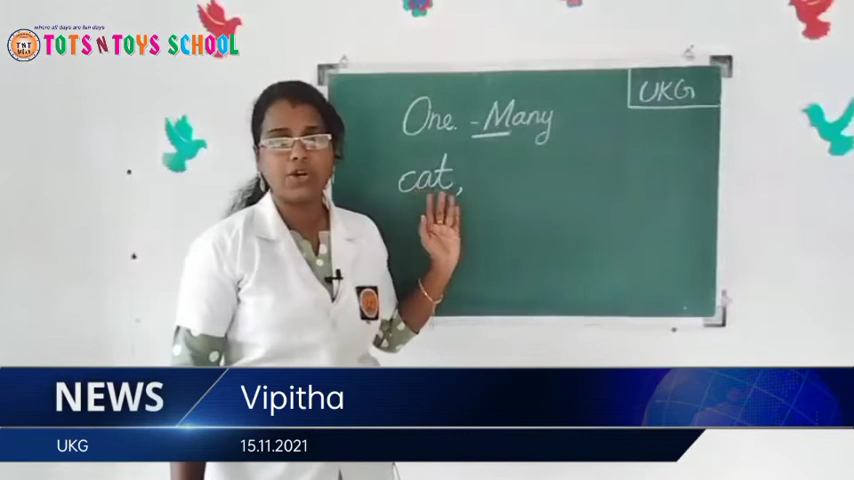 where all days are fun days
TOTS N TOYS SCHOOL
TNT
UKG
One - Many
cat,
NEWS
Vipitha
UKG
15.11.2021